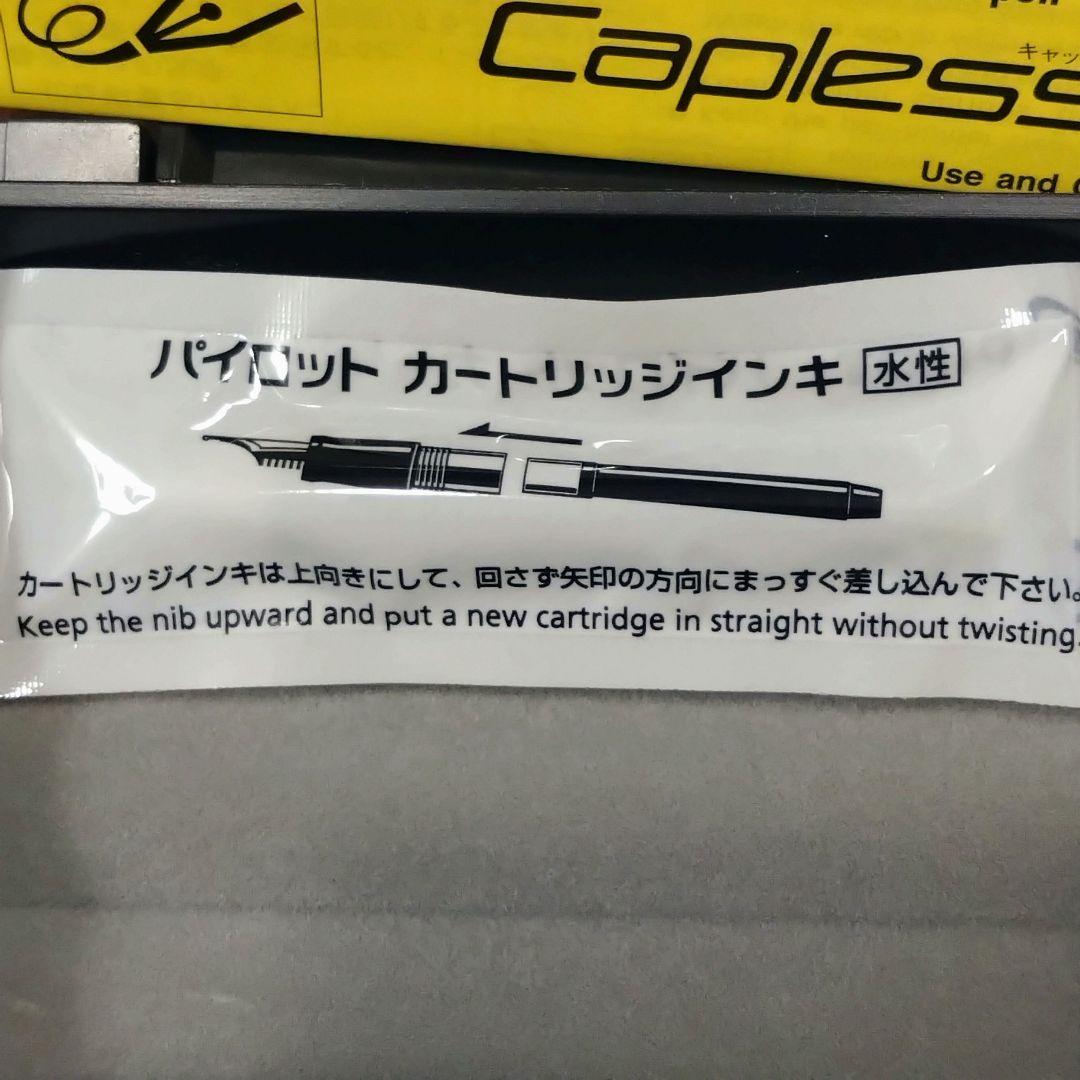 Capless
キャッ
Use and
パイロット カートリッジインキ 水性
カートリッジインキは上向きにして、回さず矢印の方向にまっすぐ差し込んで下さい。
Keep the nib upward and put a new cartridge in straight without twisting.